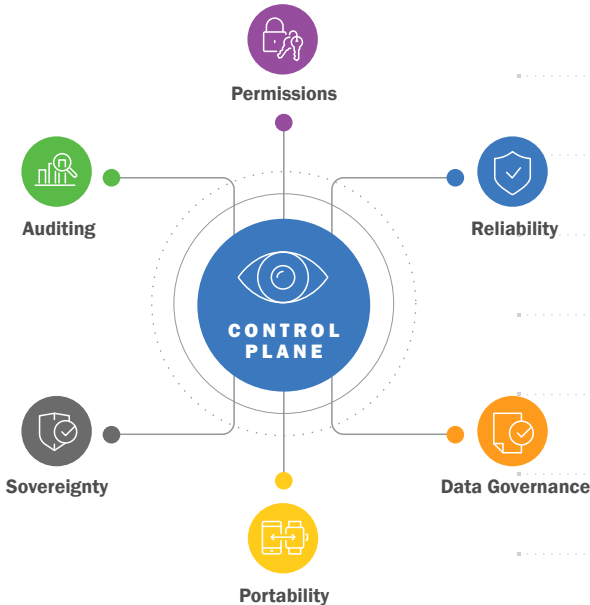 Permissions
Auditing
Reliability
CONTROL
PLANE
Sovereignty
Data Governance
Portability